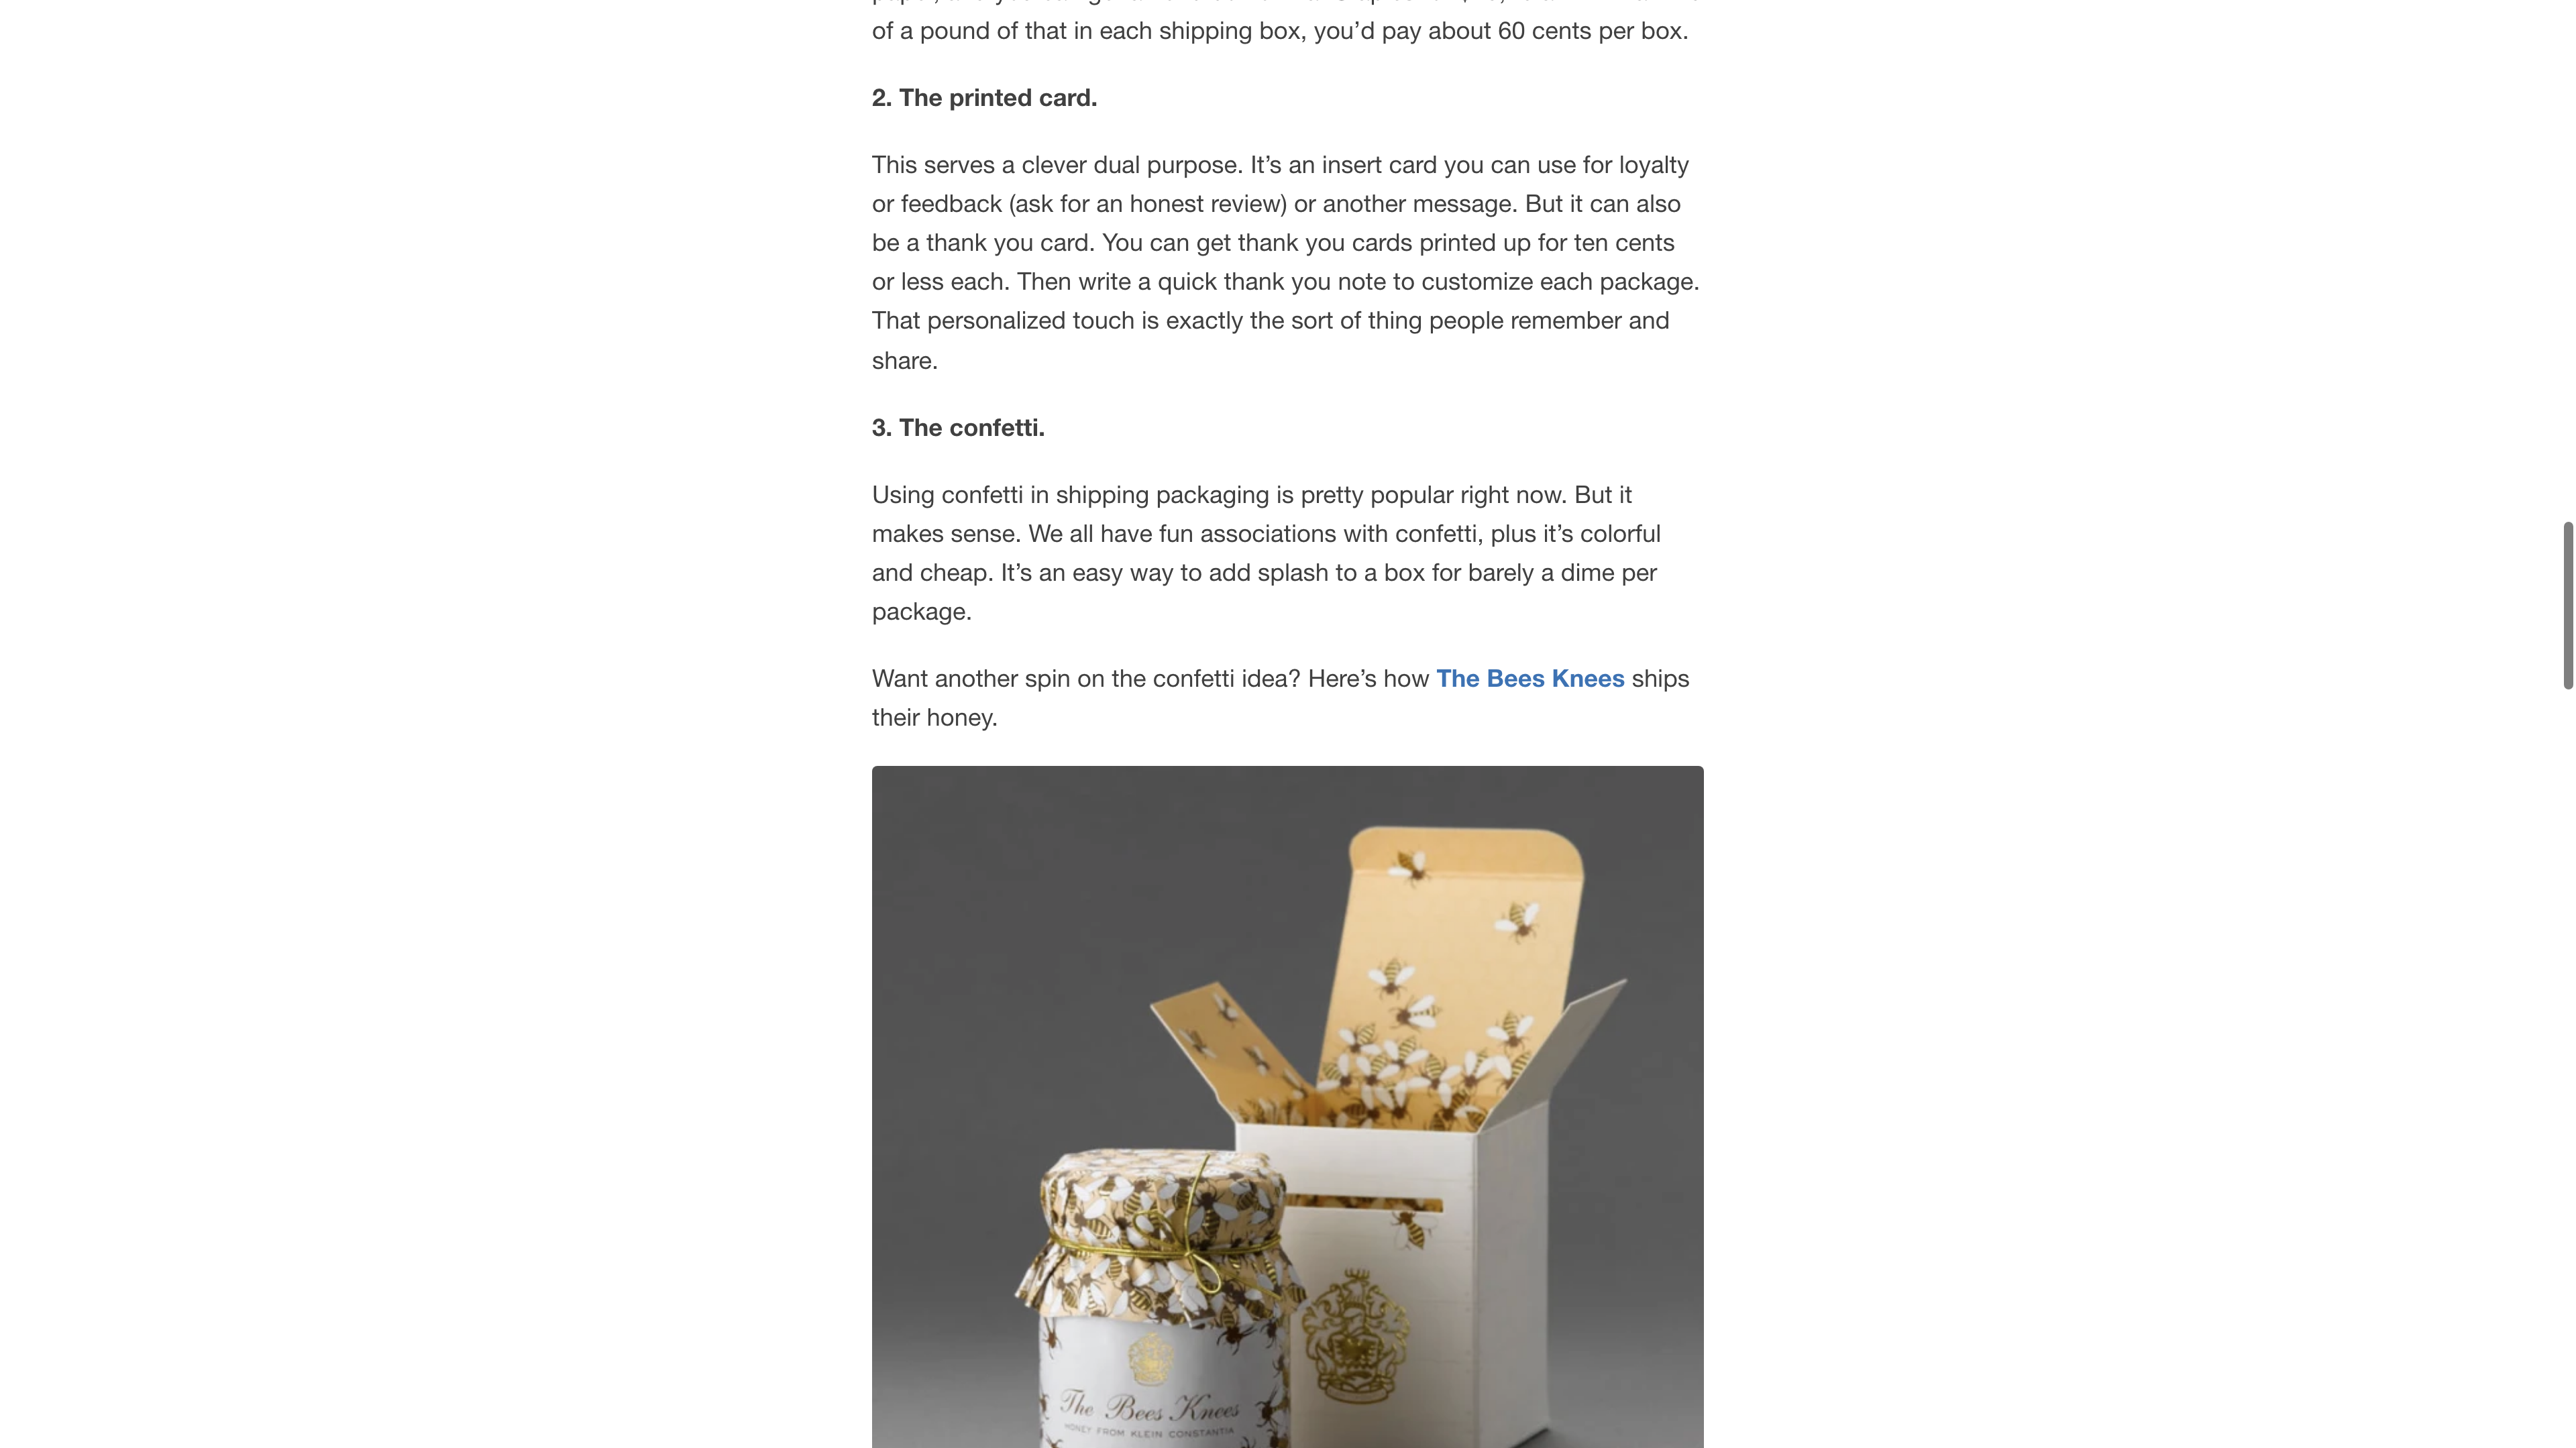 of a pound of that in each shipping box, you’d pay about 60 cents per box.
2. The printed card.
This serves a clever dual purpose. It’s an insert card you can use for loyalty
or feedback (ask for an honest review) or another message. But it can also
be a thank you card. You can get thank you cards printed up for ten cents
or less each. Then write a quick thank you note to customize each package.
That personalized touch is exactly the sort of thing people remember and
share.
3. The confetti.
Using confetti in shipping packaging is pretty popular right now. But it
makes sense. We all have fun associations with confetti, plus it’s colorful
and cheap. It’s an easy way to add splash to a box for barely a dime per
package.
Want another spin on the confetti idea? Here’s how The Bees Knees ships
their honey.
The Bees Knees
HONEY FROM KLEIN CONSTANTIA